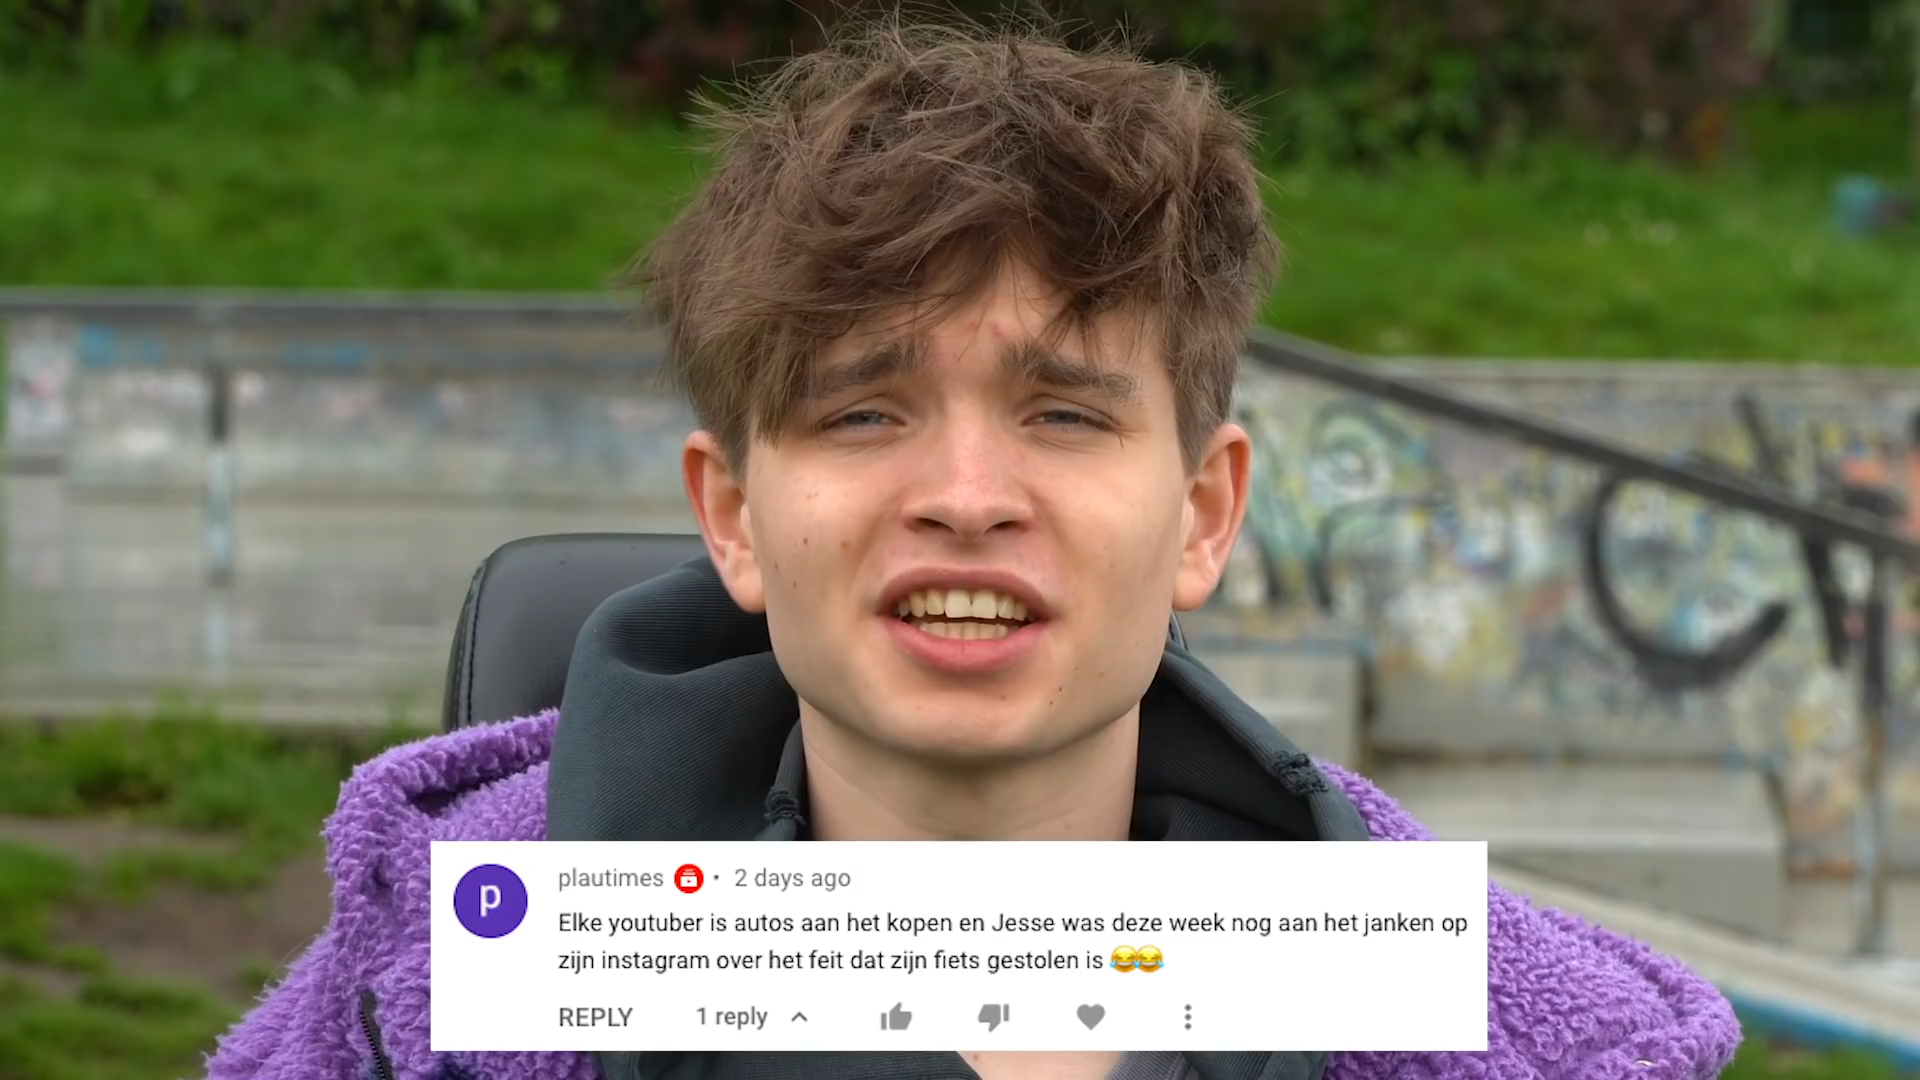 p
plautimes • 2 days ago
Elke youtuber is autos aan het kopen en Jesse was deze week nog aan het janken op
zijn instagram over het feit dat zijn fiets gestolen is 😂😂
REPLY 1 reply